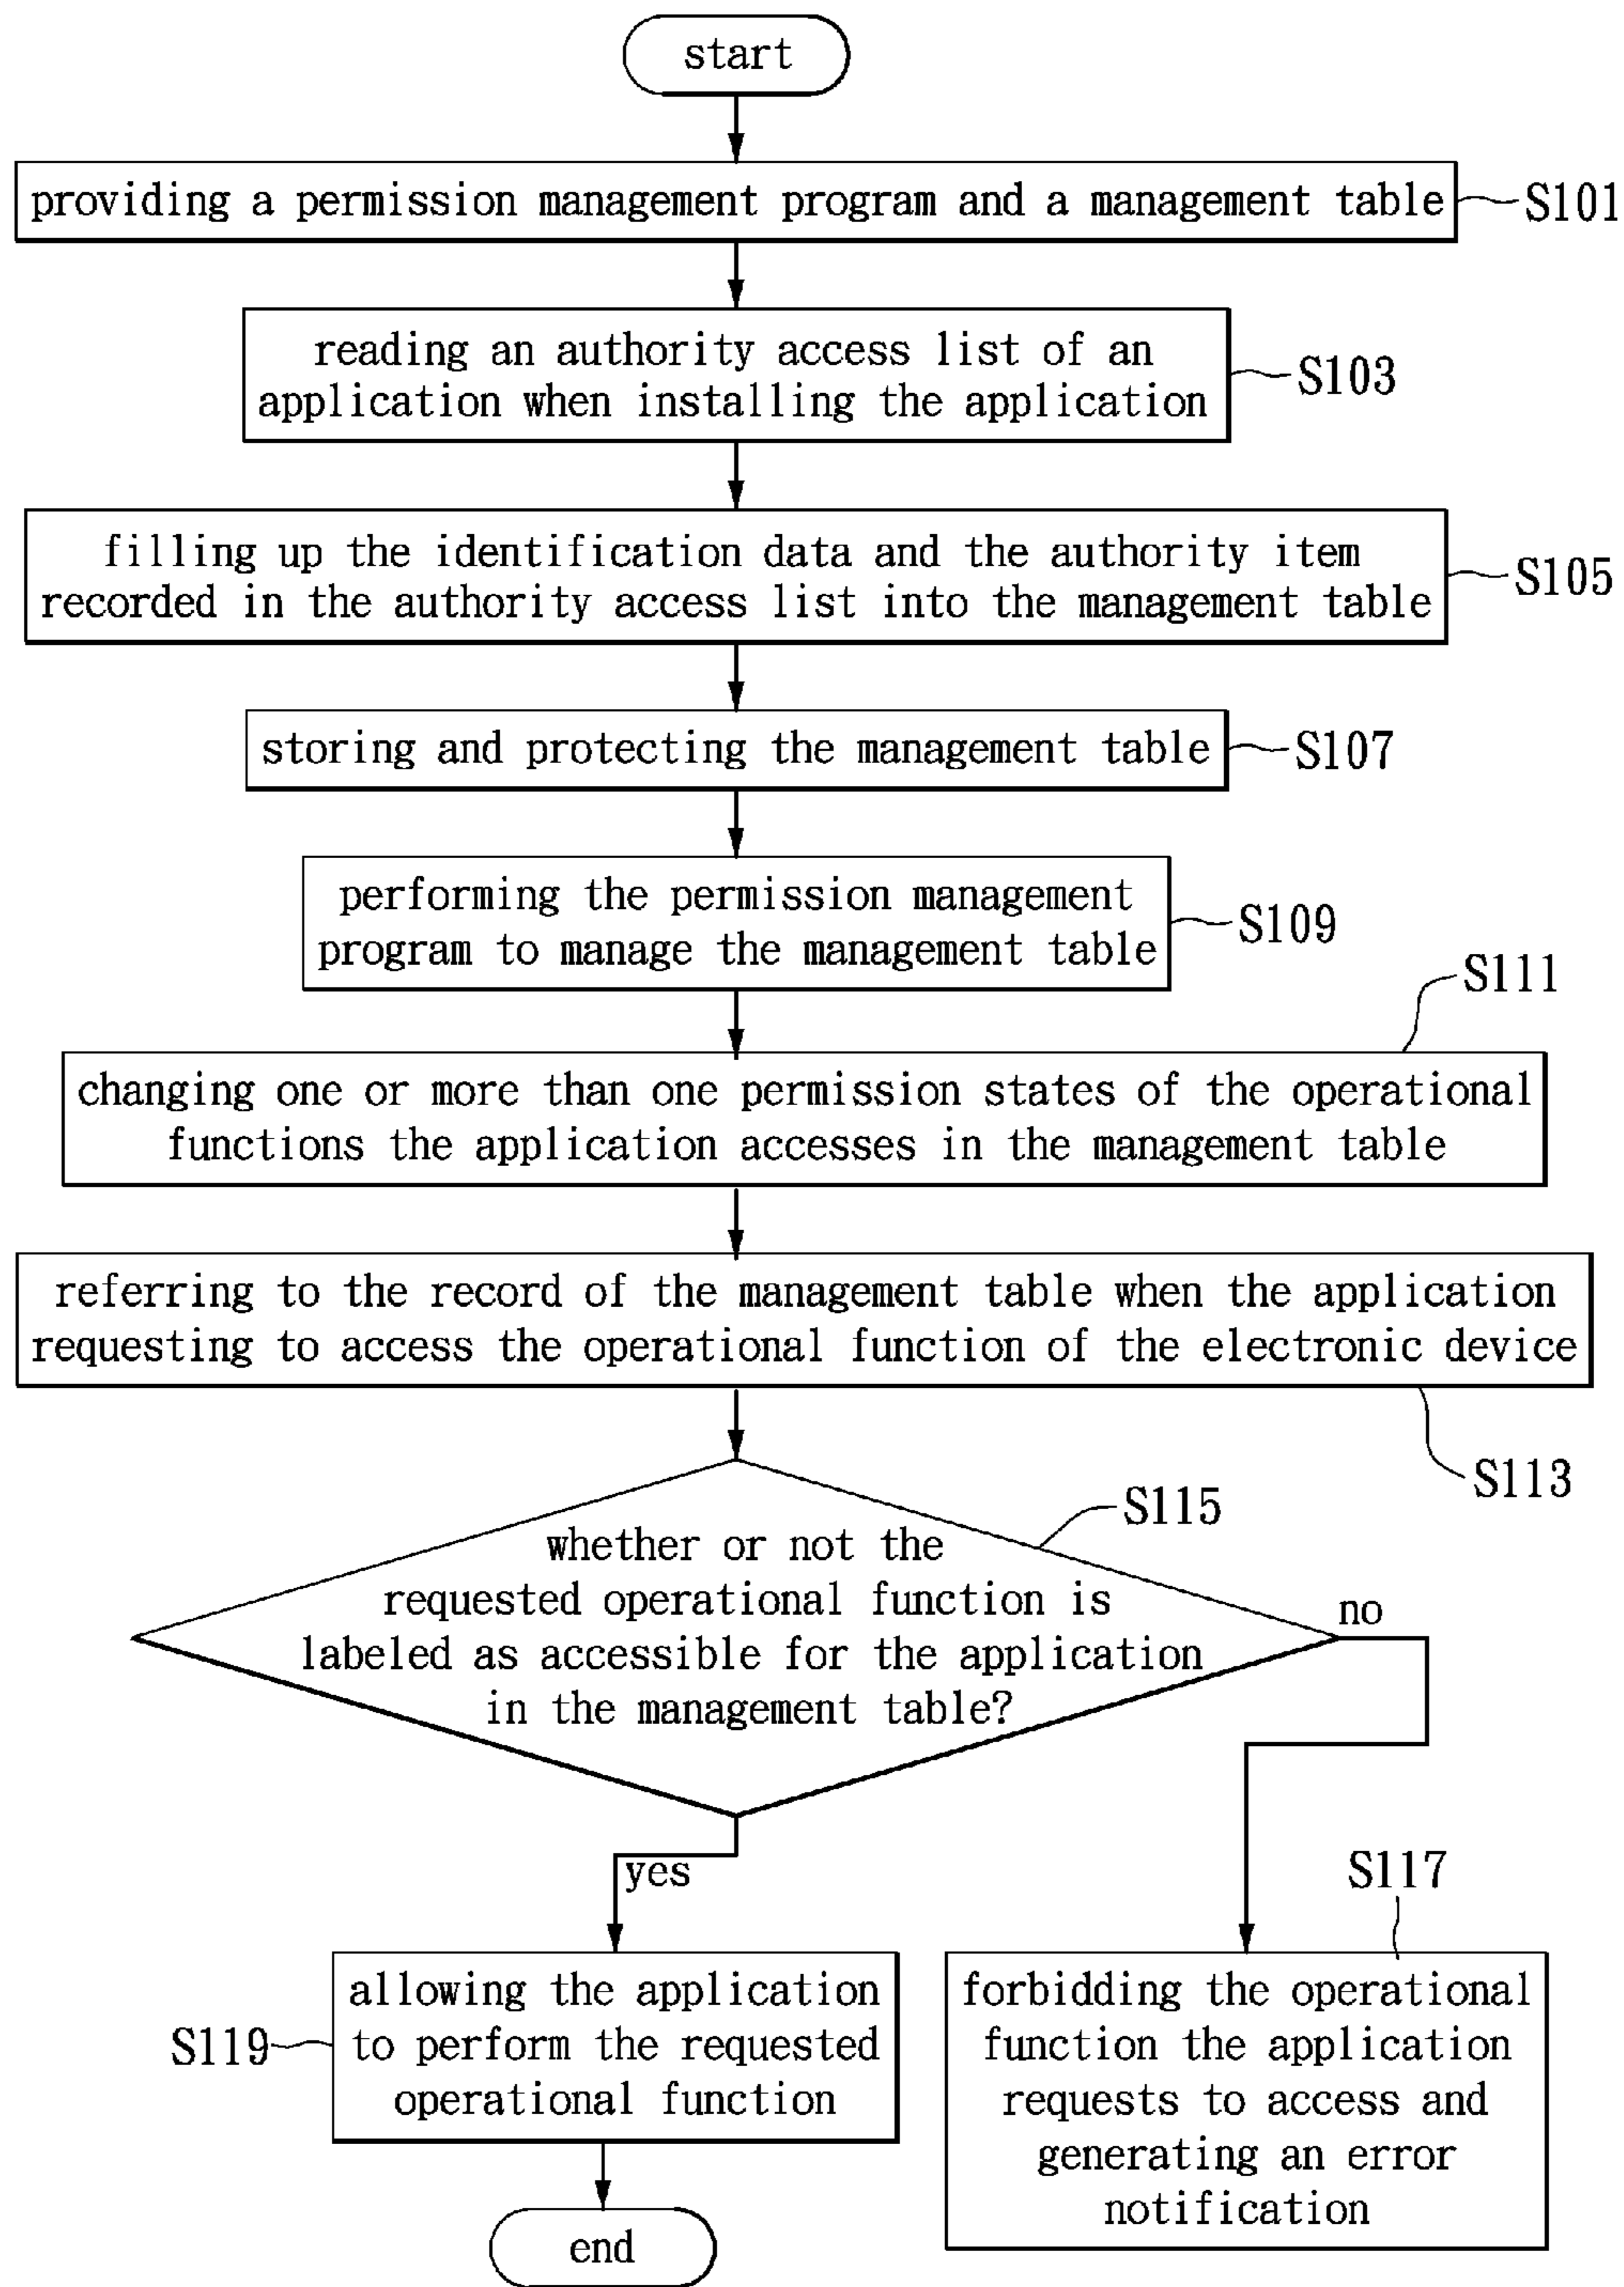 start
providing a permission management program and a management table
S101
reading an authority access list of an
application when installing the application
S103
filling up the identification data and the authority item
recorded in the authority access list into the management table
S105
storing and protecting the management table
S107
performing the permission management
program to manage the management table
S109
S111
changing one or more than one permission states of the operational
functions the application accesses in the management table
referring to the record of the management table when the application
requesting to access the operational function of the electronic device
S113
S115
whether or not the
requested operational function is
labeled as accessible for the application
in the management table?
no
yes
S117
allowing the application
to perform the requested
operational function
S119
forbidding the operational
function the application
requests to access and
generating an error
notification
end